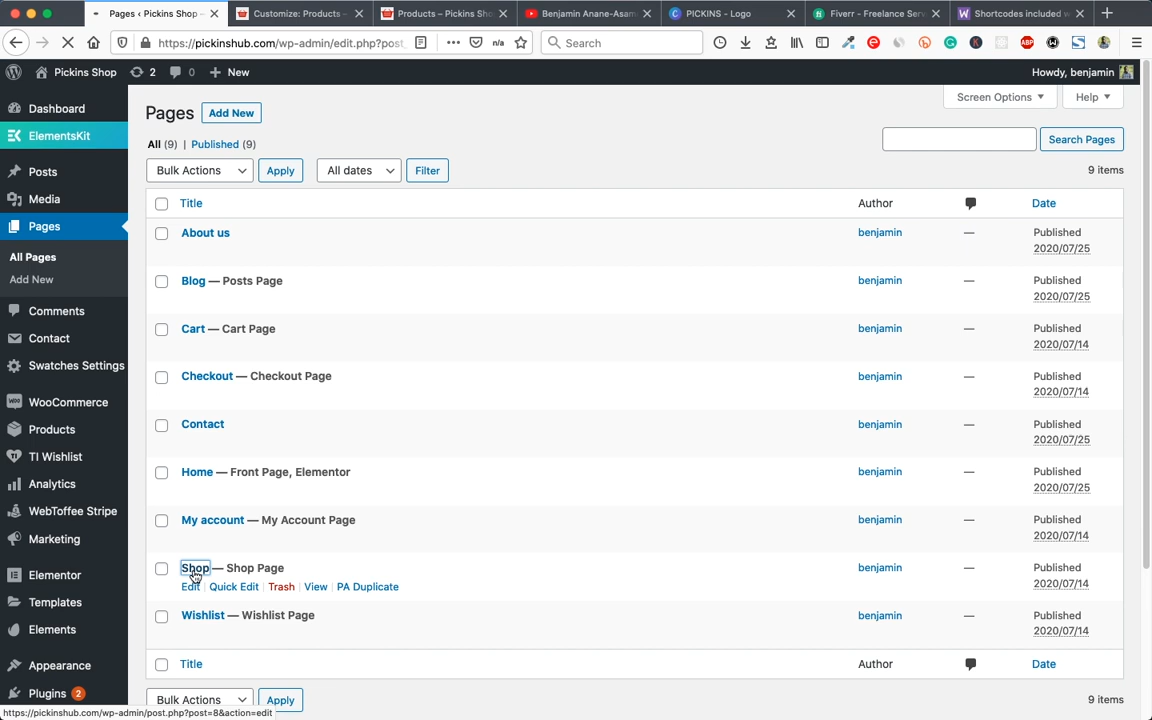 Pages ‹ Pickins Shop —
Customize: Products –
Products – Pickins Sh
Benjamin Anane-Asam
PICKINS - Logo
Fiverr - Freelance Serv
Shortcodes included w
https://pickinshub.com/wp-admin/edit.php?post_
n/a
Search
ABP
Pickins Shop
2
0
New
Howdy, benjamin
Dashboard
ElementsKit
Posts
Media
Pages
All Pages
Add New
Comments
Contact
Swatches Settings
WooCommerce
Products
TI Wishlist
Analytics
WebToffee Stripe
Marketing
Elementor
Templates
Elements
Appearance
Plugins 2
Screen Options
Help
Pages
Add New
All (9) | Published (9)
Search Pages
Bulk Actions
Apply
All dates
Filter
9 items
Title
Author
Date
About us
benjamin
—
Published
2020/07/25
Blog — Posts Page
benjamin
—
Published
2020/07/25
Cart — Cart Page
benjamin
—
Published
2020/07/14
Checkout — Checkout Page
benjamin
—
Published
2020/07/14
Contact
benjamin
—
Published
2020/07/25
Home — Front Page, Elementor
benjamin
—
Published
2020/07/25
My account — My Account Page
benjamin
—
Published
2020/07/14
Shop — Shop Page
benjamin
—
Published
2020/07/14
Edit | Quick Edit | Trash | View | PA Duplicate
Wishlist — Wishlist Page
benjamin
—
Published
2020/07/14
Title
Author
Date
Bulk Actions
Apply
9 items
https://pickinshub.com/wp-admin/post.php?post=8&action=edit